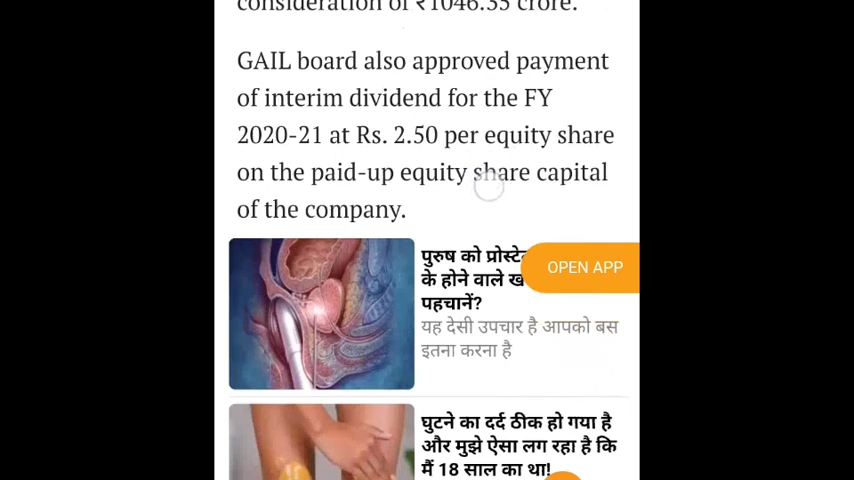 consideration of ₹1046.35 crore.
GAIL board also approved payment
of interim dividend for the FY
2020-21 at Rs. 2.50 per equity share
on the paid-up equity share capital
of the company.
पुरुष को
के होने वाले
पहचानें?
यह देसी उपचार है आपको बस
इतना करना है
OPEN APP
घुटने का दर्द ठीक हो गया है
और मुझे ऐसा लग रहा है कि
मैं 18 साल का था!